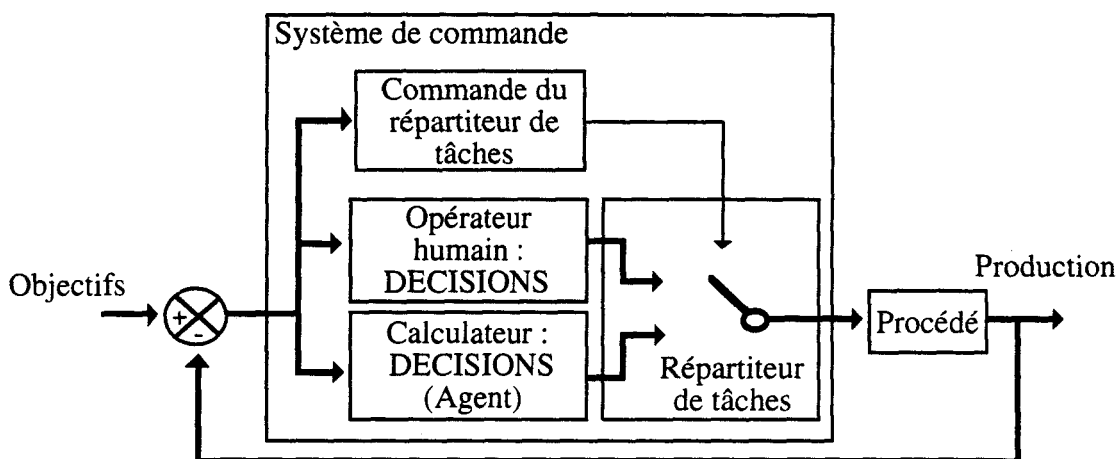 Système de commande
Commande du
répartiteur de
tâches
Opérateur
humain :
DECISIONS
Objectifs
+
-
Calculateur :
DECISIONS
(Agent)
Répartiteur
de tâches
Procédé
Production